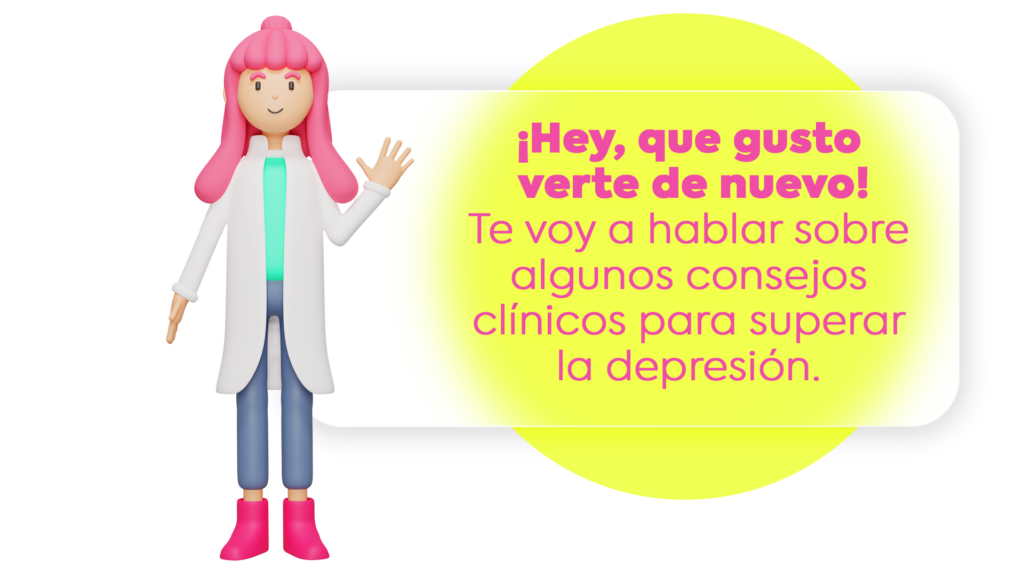 ¡Hey, que gusto
verte de nuevo!
Te voy a hablar sobre
algunos consejos
clínicos para superar
la depresión.